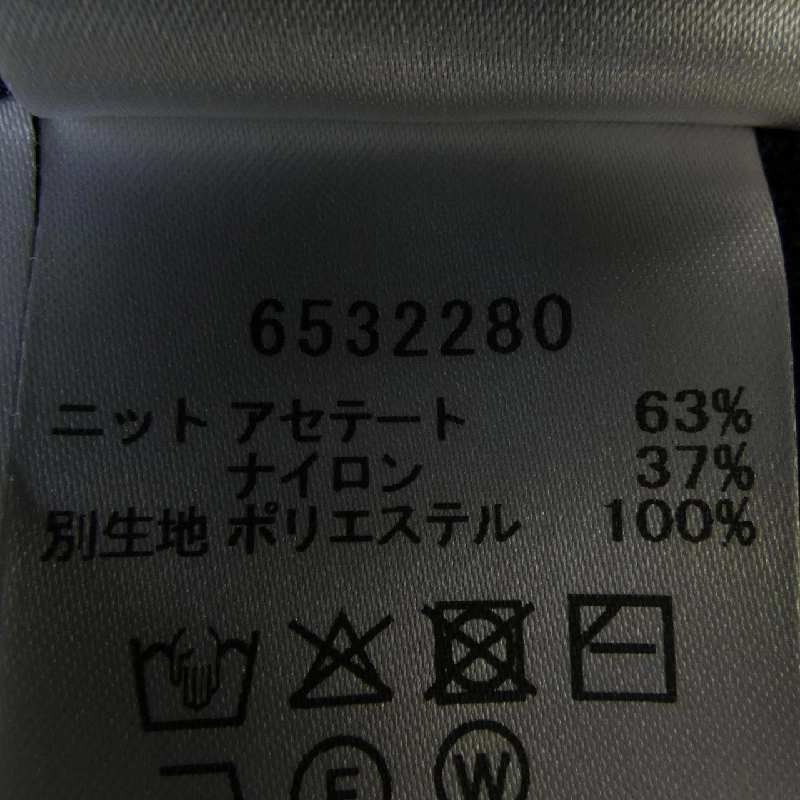 6532280
ニット アセテート 63%
ナイロン 37%
別生地 ポリエステル 100%
F W